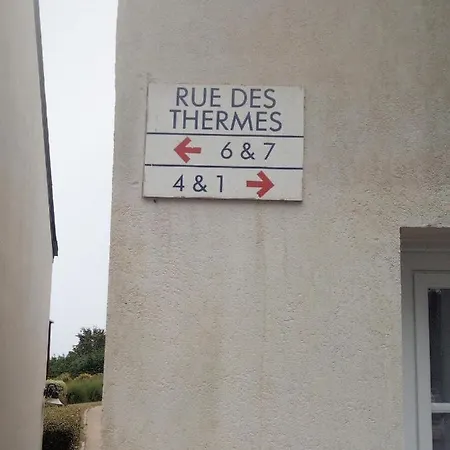 RUE DES
THERMES
← 6 & 7
4 & 1 →